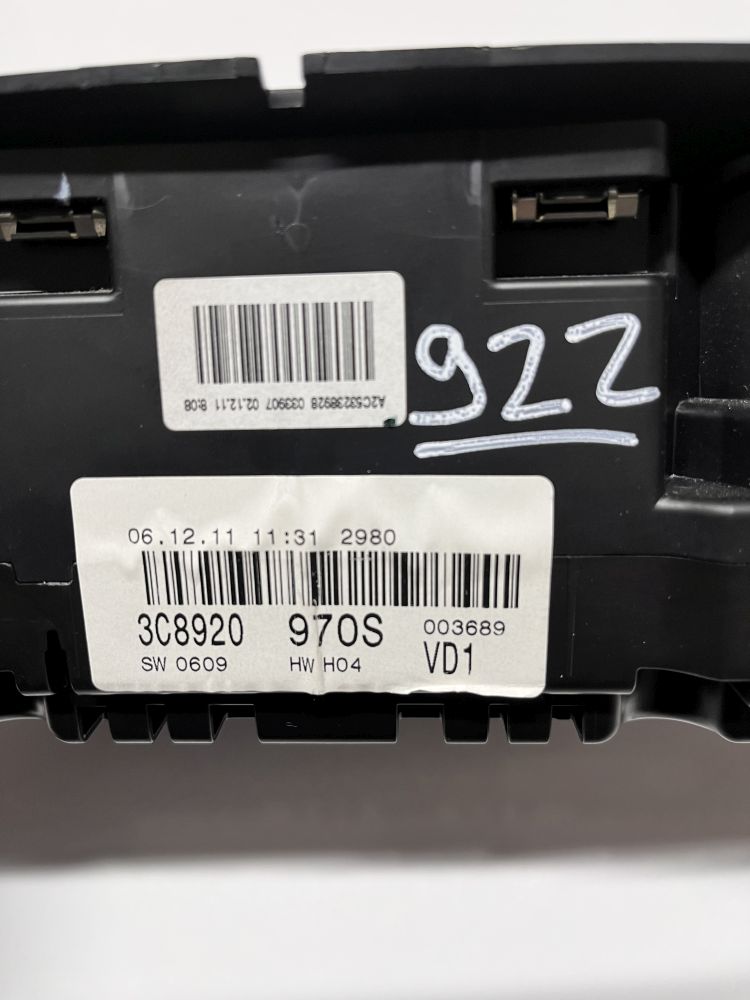 A2C53238928 033907 02.12.11 8:08
922
06.12.11 11:31 2980
3C8920 970S 003689
SW 0609 HW H04 VD1